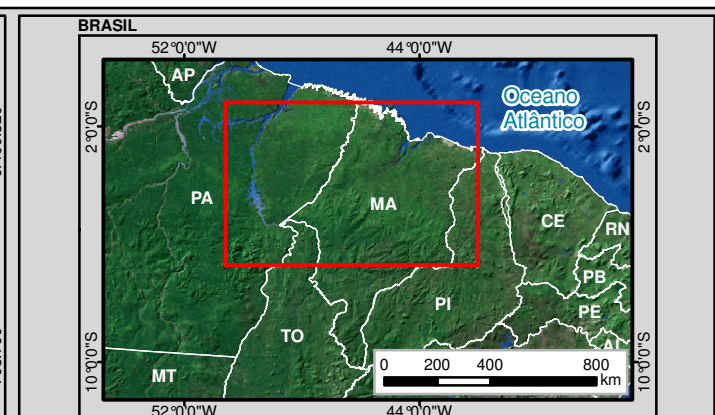 BRASIL
52°0'0"W 44°0'0"W
AP
Oceano
Atlântico
2°0'0"S 2°0'0"S
PA MA CE RN
PB
PI PE
TO
MT
0 200 400 800
km
10°0'0"S 10°0'0"S
52°0'0"W 44°0'0"W